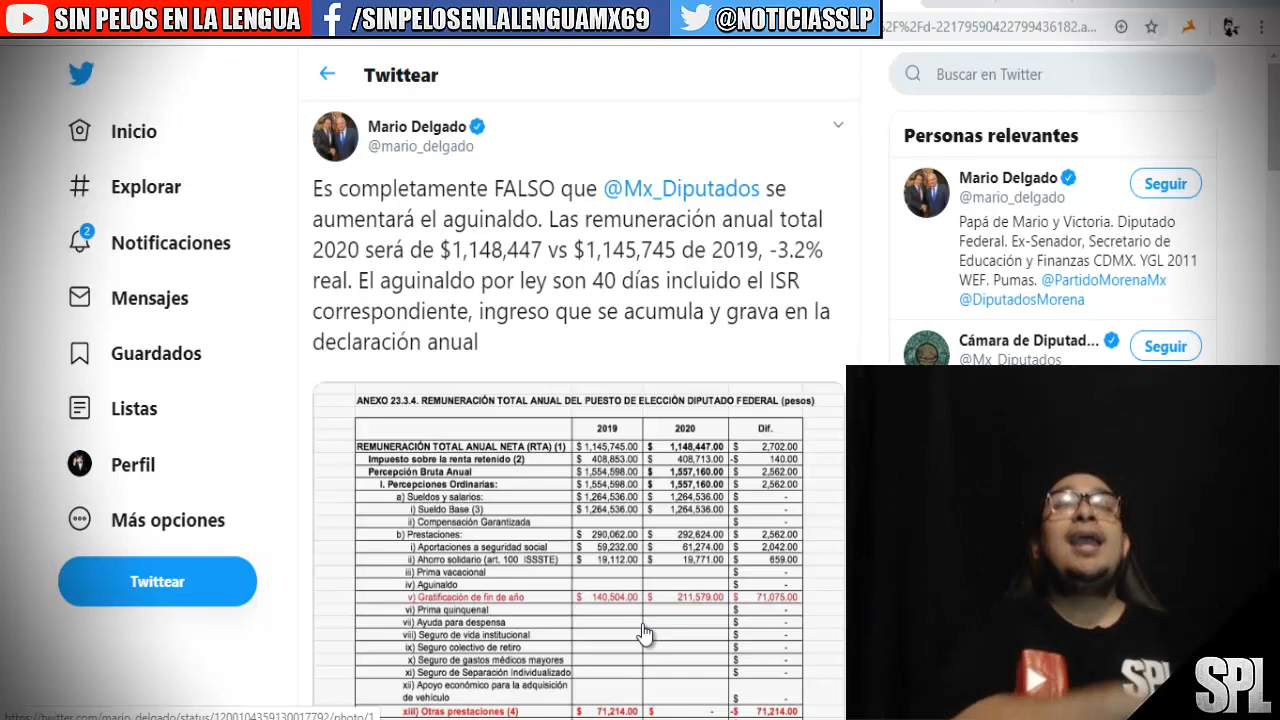 SIN PELOS EN LA LENGUA
/SINPELOSENLALENGUAMX69
@NOTICIASSLP
%2F%2Fd-22179590422799436182.a...
Twittear
Buscar en Twitter
Inicio
Explorar
2
Notificaciones
Mensajes
Guardados
Listas
Perfil
Más opciones
Twittear
Mario Delgado
@mario_delgado
Es completamente FALSO que @Mx_Diputados se
aumentará el aguinaldo. Las remuneración anual total
2020 será de $1,148,447 vs $1,145,745 de 2019, -3.2%
real. El aguinaldo por ley son 40 días incluido el ISR
correspondiente, ingreso que se acumula y grava en la
declaración anual
ANEXO 23.3.4. REMUNERACIÓN TOTAL ANUAL DEL PUESTO DE ELECCIÓN DIPUTADO FEDERAL (pesos)
2019 2020 Dif.
REMUNERACIÓN TOTAL ANUAL NETA (RTA) (1) $ 1,145,745.00 $ 1,148,447.00 $ 2,702.00
Impuesto sobre la renta retenido (2) $ 408,853.00 $ 408,713.00 -$ 140.00
Percepción Bruta Anual $ 1,554,598.00 $ 1,557,160.00 $ 2,562.00
I. Percepciones Ordinarias: $ 1,554,598.00 $ 1,557,160.00 $ 2,562.00
a) Sueldos y salarios: $ 1,264,536.00 $ 1,264,536.00 $ -
i) Sueldo Base (3) $ 1,264,536.00 $ 1,264,536.00 $ -
ii) Compensación Garantizada $ -
b) Prestaciones: $ 290,062.00 $ 292,624.00 $ 2,562.00
i) Aportaciones a seguridad social $ 59,232.00 $ 61,274.00 $ 2,042.00
ii) Ahorro solidario (art. 100 ISSSTE) $ 19,112.00 $ 19,771.00 $ 659.00
iii) Prima vacacional $ -
iv) Aguinaldo $ -
v) Gratificación de fin de año $ 140,504.00 $ 211,579.00 $ 71,075.00
vi) Prima quinquenal $ -
vii) Ayuda para despensa $ -
viii) Seguro de vida institucional $ -
ix) Seguro colectivo de retiro $ -
x) Seguro de gastos médicos mayores $ -
xi) Seguro de Separación Individualizado $ -
xii) Apoyo económico para la adquisición
de vehículo $ -
xiii) Otras prestaciones (4) $ 71,214.00 $ - -$ 71,214.00
Personas relevantes
Mario Delgado
@mario_delgado
Seguir
Papá de Mario y Victoria. Diputado
Federal. Ex-Senador, Secretario de
Educación y Finanzas CDMX. YGL 2011
WEF. Pumas. @PartidoMorenaMx
@DiputadosMorena
Cámara de Diputad...
@Mx_Diputados
Seguir
SPL
SPL
https://twitter.com/mario_delgado/status/1200104359130017792/photo/1